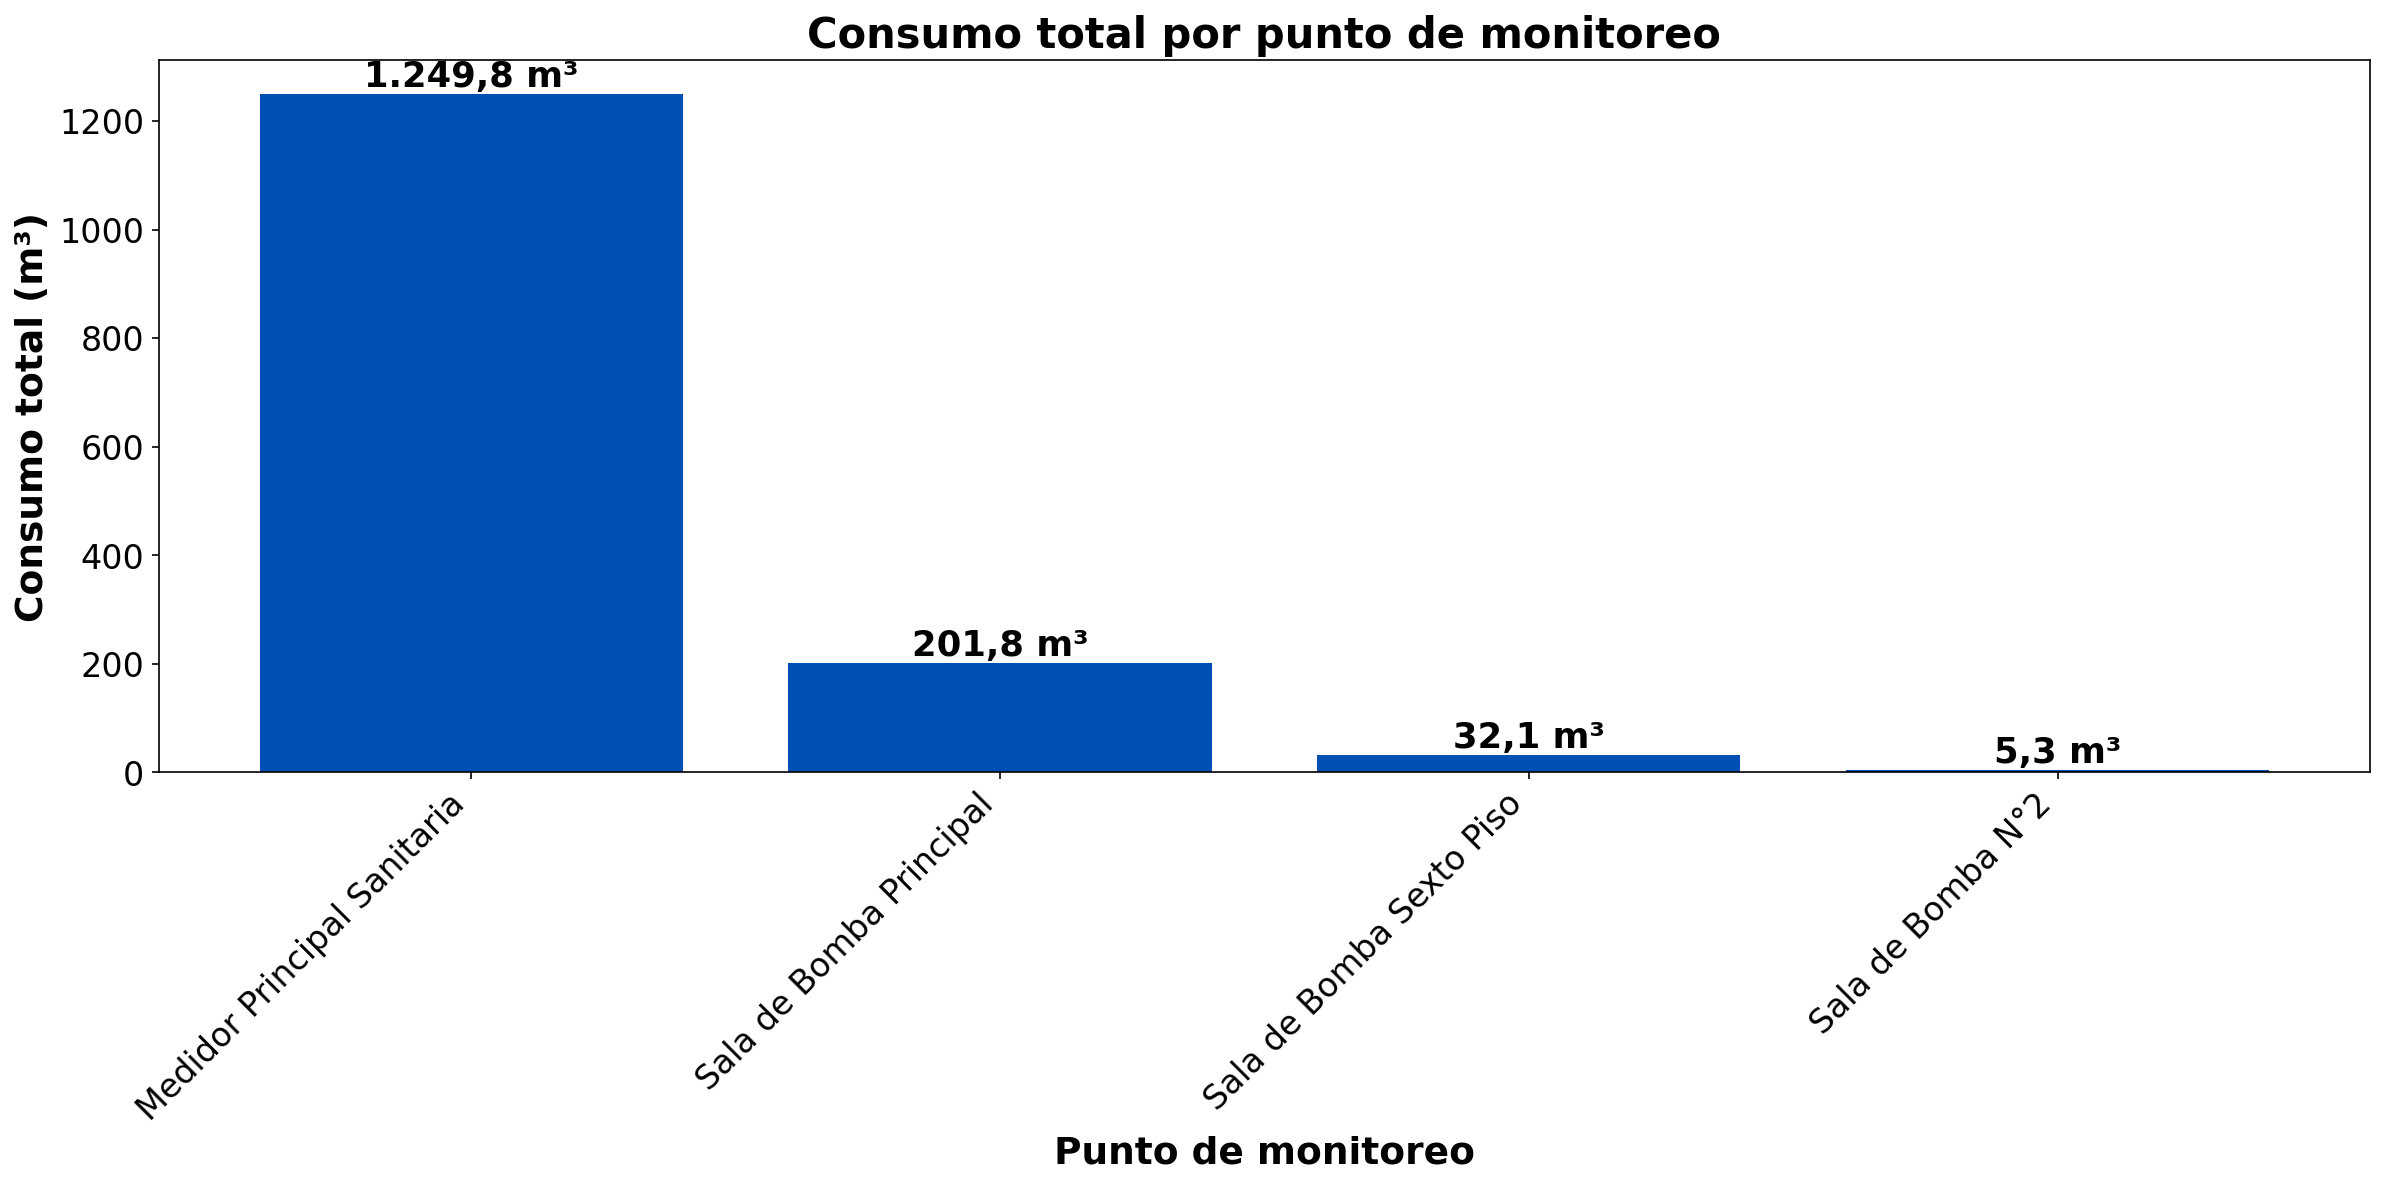 Consumo total por punto de monitoreo
Consumo total (m³)
1200
1000
800
600
400
200
0
1.249,8 m³
201,8 m³
32,1 m³
5,3 m³
Medidor Principal Sanitaria
Sala de Bomba Principal
Sala de Bomba Sexto Piso
Sala de Bomba N°2
Punto de monitoreo